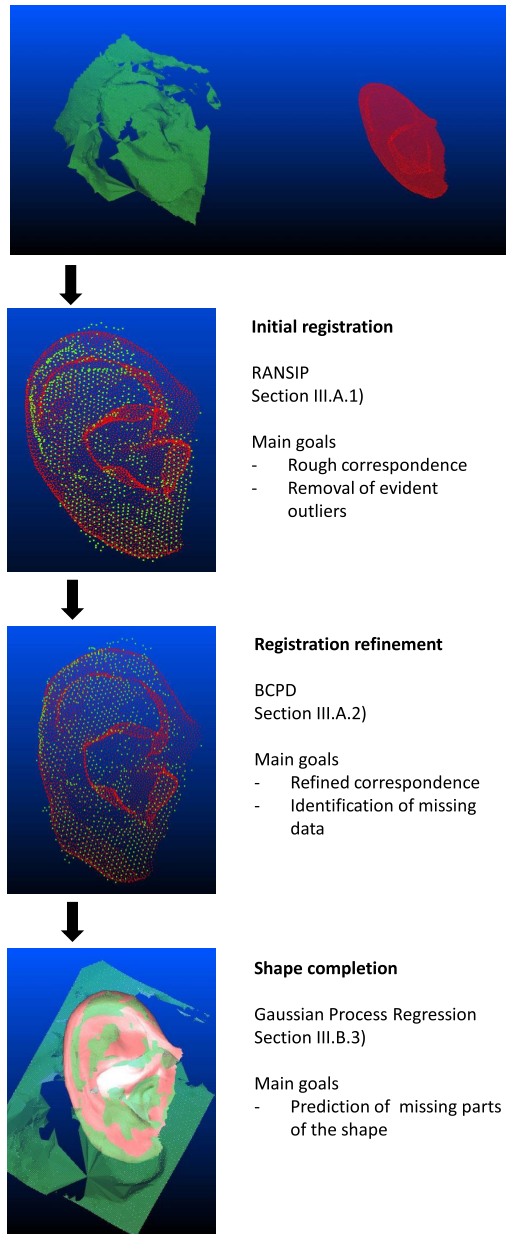 Initial registration
RANSIP
Section III.A.1)
Main goals
- Rough correspondence
- Removal of evident
outliers
Registration refinement
BCPD
Section III.A.2)
Main goals
- Refined correspondence
- Identification of missing
data
Shape completion
Gaussian Process Regression
Section III.B.3)
Main goals
- Prediction of  missing parts
of the shape